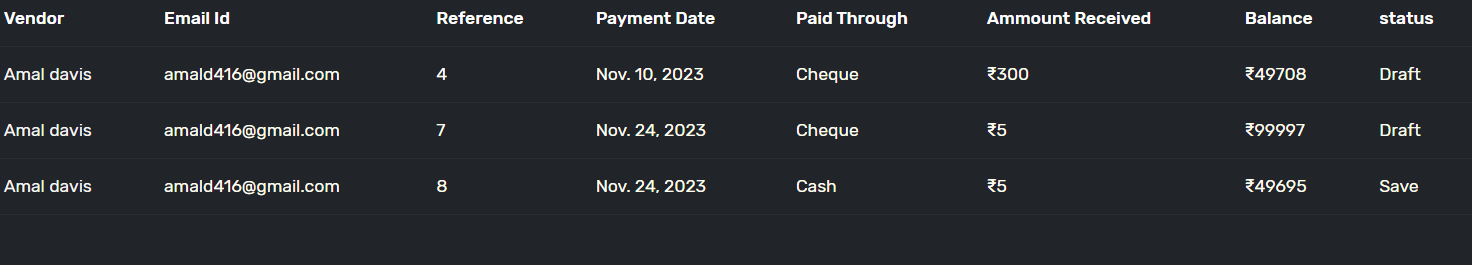 Vendor Email Id Reference Payment Date Paid Through Ammount Received Balance status
Amal davis amald416@gmail.com 4 Nov. 10, 2023 Cheque ₹300 ₹49708 Draft
Amal davis amald416@gmail.com 7 Nov. 24, 2023 Cheque ₹5 ₹99997 Draft
Amal davis amald416@gmail.com 8 Nov. 24, 2023 Cash ₹5 ₹49695 Save